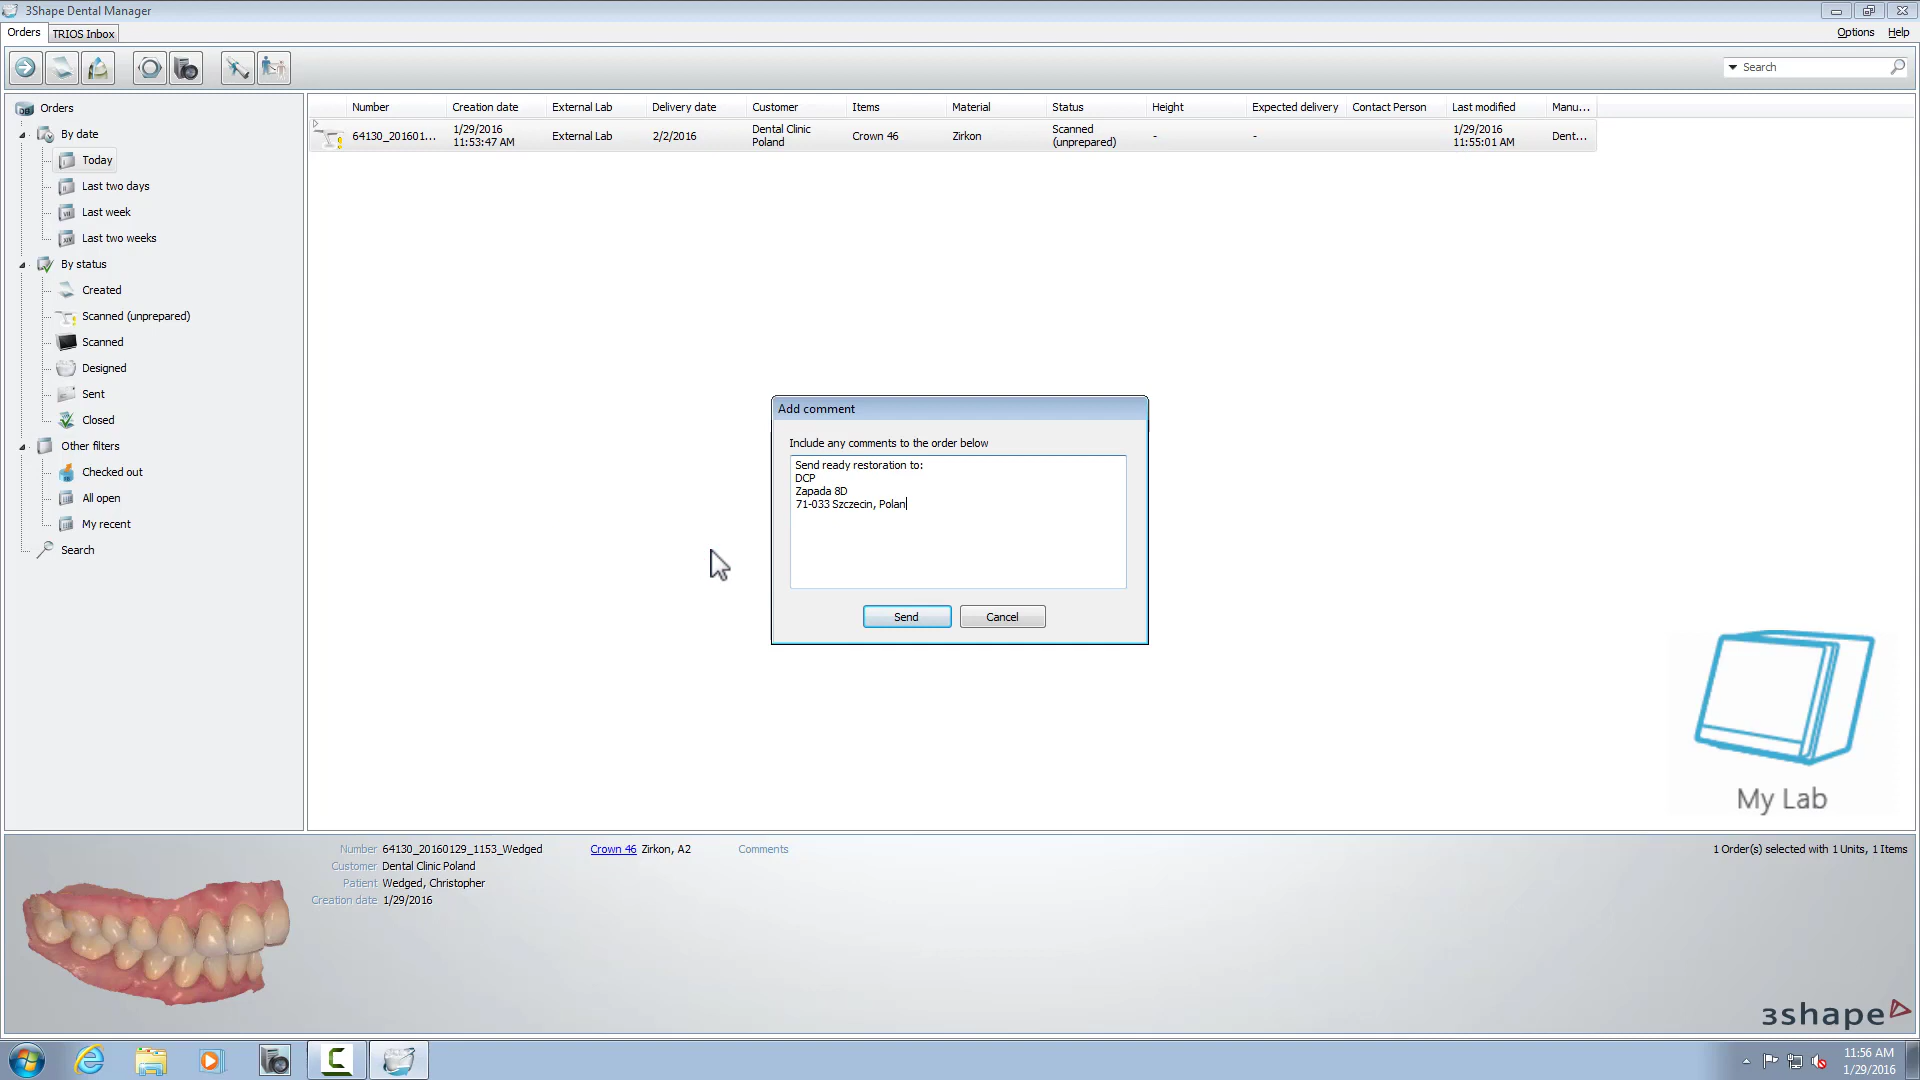 3Shape Dental Manager
Orders
TRIOS Inbox
Options
Help
Search
Orders
By date
Today
Last two days
Last week
Last two weeks
By status
Created
Scanned (unprepared)
Scanned
Designed
Sent
Closed
Other filters
Checked out
All open
My recent
Search
Number Creation date External Lab Delivery date Customer Items Material Status Height Expected delivery Contact Person Last modified Manu...
64130_201601... 1/29/2016 11:53:47 AM External Lab 2/2/2016 Dental Clinic Poland Crown 46 Zirkon Scanned (unprepared) - - 1/29/2016 11:55:01 AM Dent...
Add comment
Include any comments to the order below
Send ready restoration to:
DCP
Zapada 8D
71-033 Szczecin, Polan
Send
Cancel
My Lab
Number 64130_20160129_1153_Wedged
Customer Dental Clinic Poland
Patient Wedged, Christopher
Creation date 1/29/2016
Crown 46 Zirkon, A2
Comments
1 Order(s) selected with 1 Units, 1 Items
3shape
11:56 AM
1/29/2016